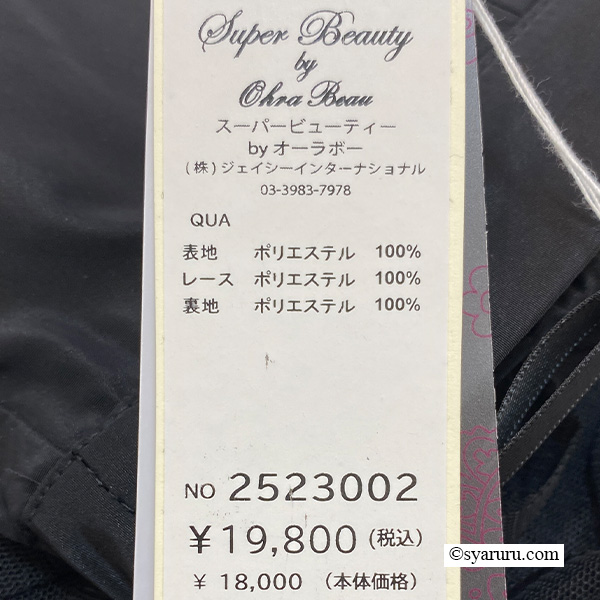 Super Beauty
by
Ohra Beau
スーパービューティー
by オーラボー
(株)ジェイシーインターナショナル
03-3983-7978
QUA
表地 ポリエステル 100%
レース ポリエステル 100%
裏地 ポリエステル 100%
NO 2523002
¥19,800(税込)
¥ 18,000 (本体価格)
©syaruru.com